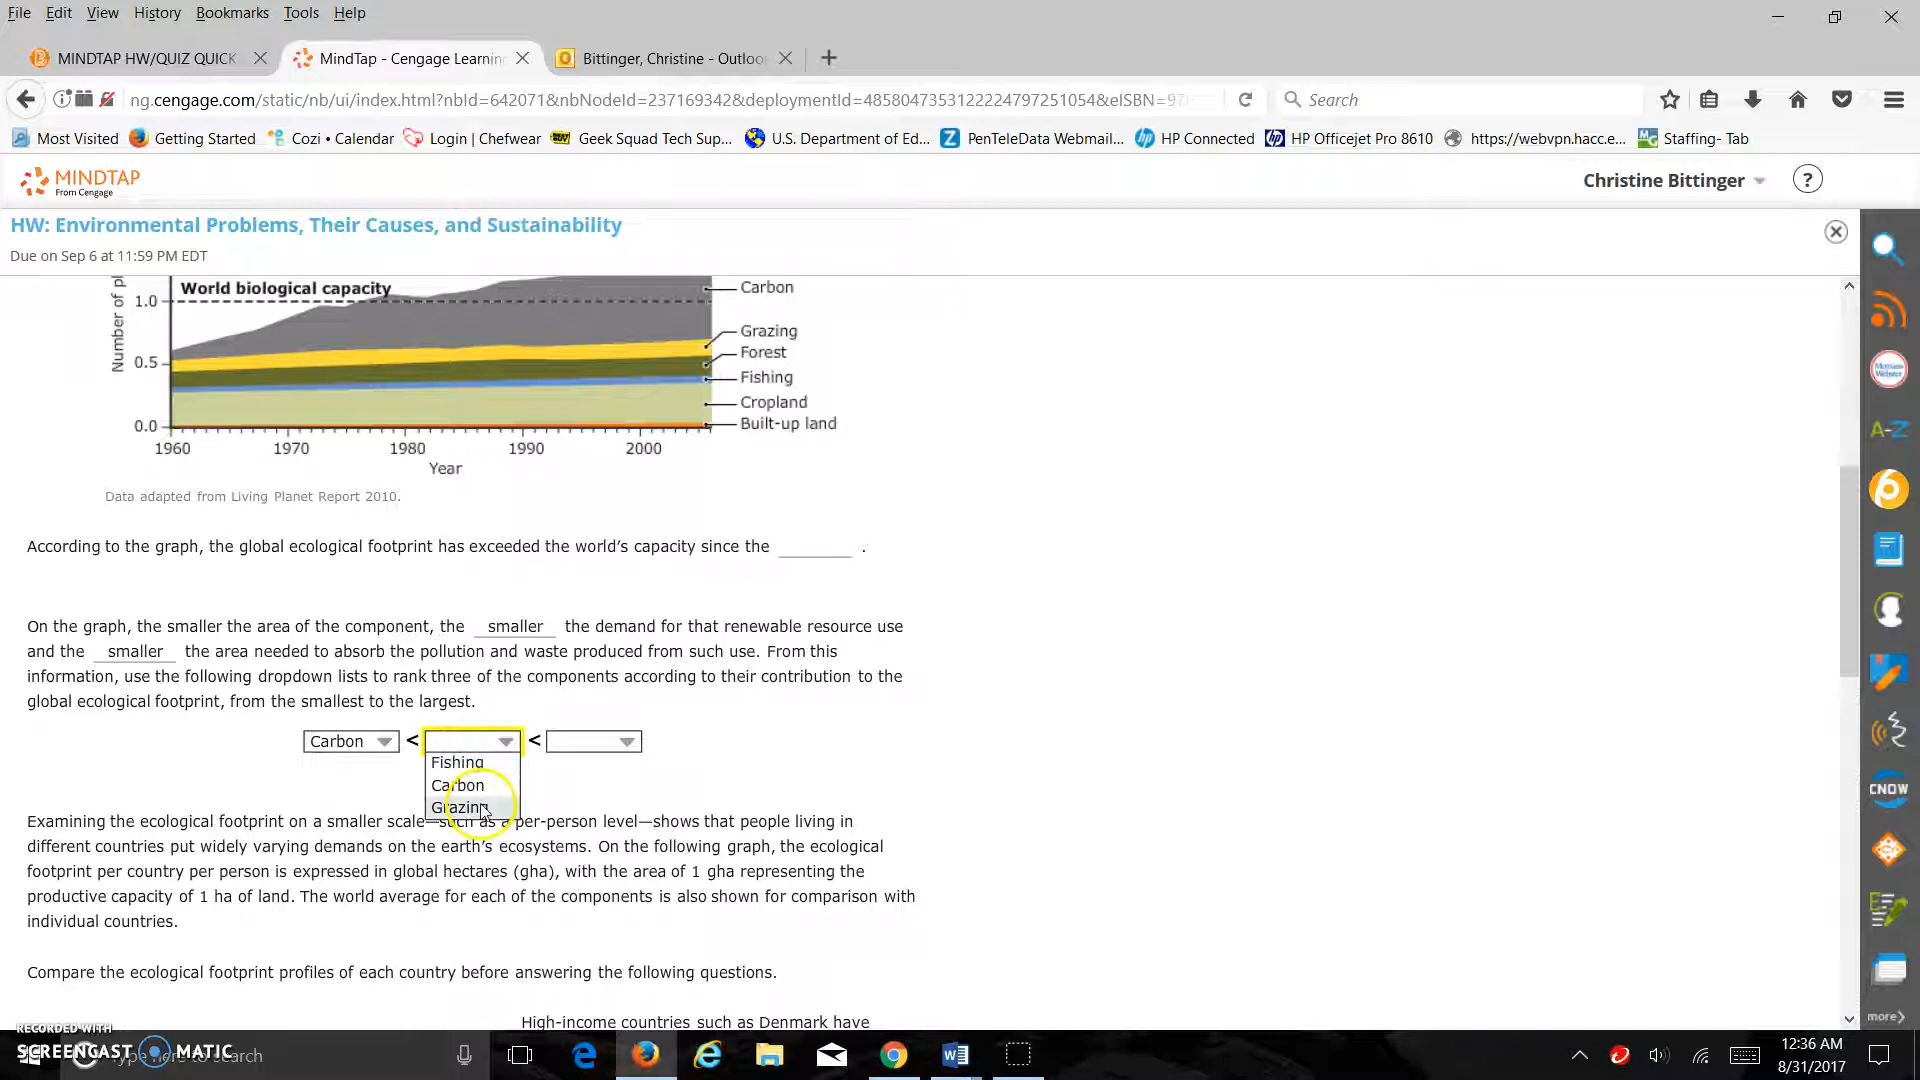 File Edit View History Bookmarks Tools Help
MINDTAP HW/QUIZ QUICK
MindTap - Cengage Learning
Bittinger, Christine - Outloo
ng.cengage.com/static/nb/ui/index.html?nbId=642071&nbNodeId=237169342&deploymentId=4858047353122224797251054&eISBN=97
Search
Most Visited Getting Started Cozi • Calendar Login | Chefwear Geek Squad Tech Sup... U.S. Department of Ed... PenTeleData Webmail... HP Connected HP Officejet Pro 8610 https://webvpn.hacc.e... Staffing- Tab
MINDTAP
From Cengage
Christine Bittinger
?
HW: Environmental Problems, Their Causes, and Sustainability
Due on Sep 6 at 11:59 PM EDT
World biological capacity
Number of pl
1.0
0.5
0.0
Carbon
Grazing
Forest
Fishing
Cropland
Built-up land
1960 1970 1980 1990 2000
Year
Data adapted from Living Planet Report 2010.
According to the graph, the global ecological footprint has exceeded the world’s capacity since the ________ .
On the graph, the smaller the area of the component, the smaller the demand for that renewable resource use
and the smaller the area needed to absorb the pollution and waste produced from such use. From this
information, use the following dropdown lists to rank three of the components according to their contribution to the
global ecological footprint, from the smallest to the largest.
Carbon < <
Fishing
Carbon
Grazing
Examining the ecological footprint on a smaller scale—such as a per-person level—shows that people living in
different countries put widely varying demands on the earth’s ecosystems. On the following graph, the ecological
footprint per country per person is expressed in global hectares (gha), with the area of 1 gha representing the
productive capacity of 1 ha of land. The world average for each of the components is also shown for comparison with
individual countries.
Compare the ecological footprint profiles of each country before answering the following questions.
High-income countries such as Denmark have
Merriam Webster
A-Z
CNOW
more>
RECORDED WITH
SCREENCAST MATIC
Type here to search
12:36 AM
8/31/2017